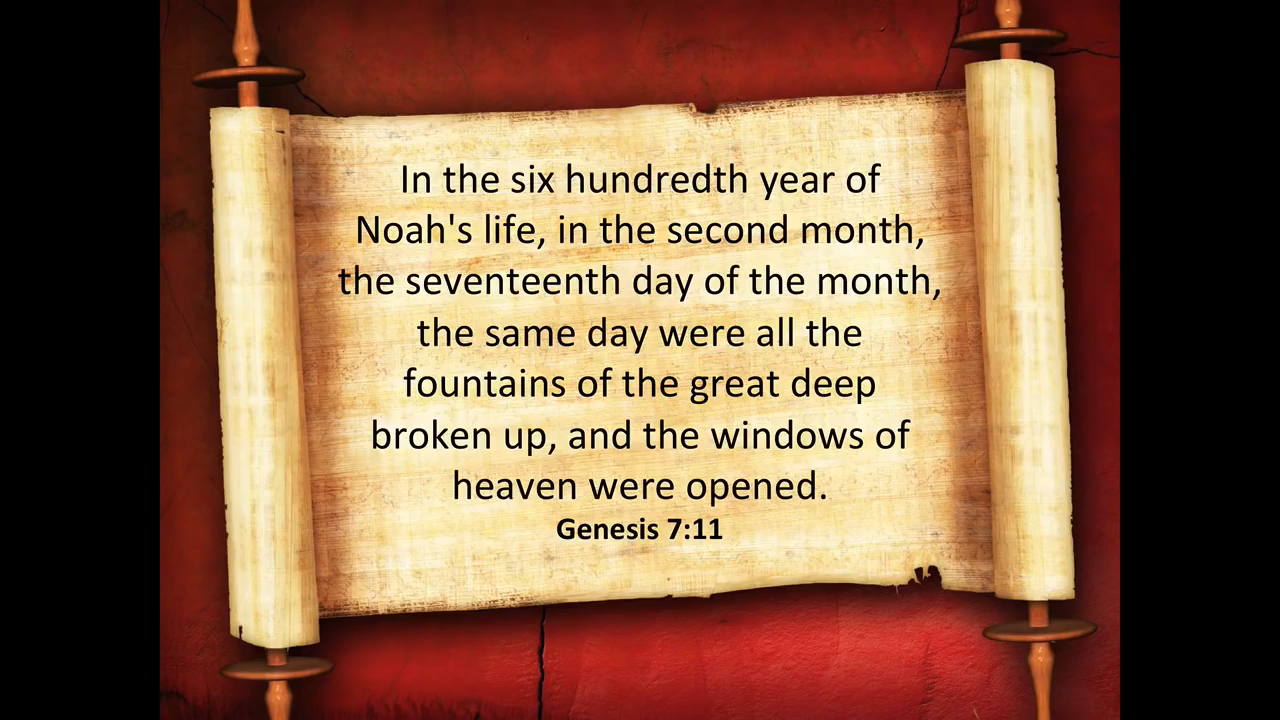 In the six hundredth year of
Noah's life, in the second month,
the seventeenth day of the month,
the same day were all the
fountains of the great deep
broken up, and the windows of
heaven were opened.
Genesis 7:11